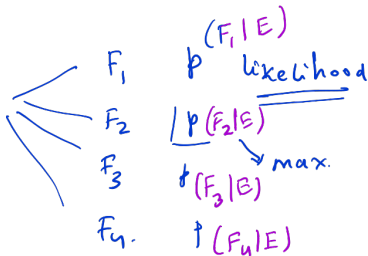 F₁ p(F₁|E) likelihood
F₂ p(F₂|E)
max.
F₃ p(F₃|E)
F₄. p(F₄|E)